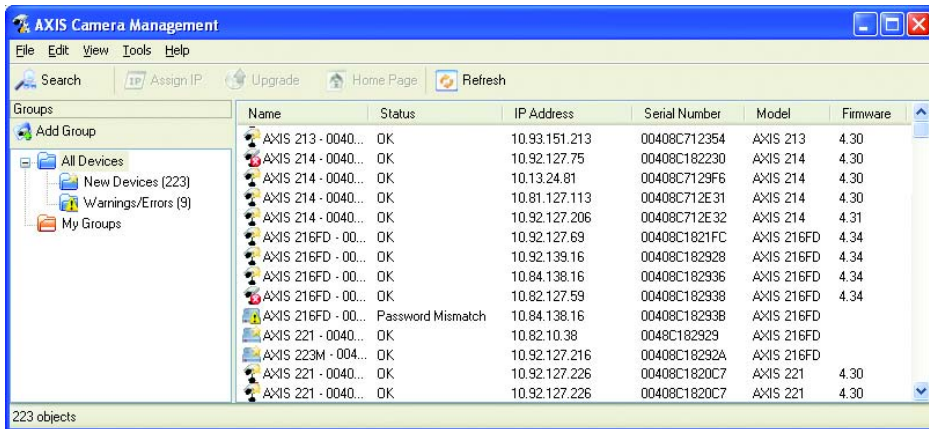 AXIS Camera Management
File Edit View Tools Help
Search Assign IP Upgrade Home Page Refresh
Groups
Add Group
All Devices
New Devices (223)
Warnings/Errors (9)
My Groups
Name Status IP Address Serial Number Model Firmware
AXIS 213 - 0040... OK 10.93.151.213 00408C712354 AXIS 213 4.30
AXIS 214 - 0040... OK 10.92.127.75 00408C182230 AXIS 214 4.30
AXIS 214 - 0040... OK 10.13.24.81 00408C7129F6 AXIS 214 4.30
AXIS 214 - 0040... OK 10.81.127.113 00408C712E31 AXIS 214 4.30
AXIS 214 - 0040... OK 10.92.127.206 00408C712E32 AXIS 214 4.31
AXIS 216FD - 00... OK 10.92.127.69 00408C1821FC AXIS 216FD 4.34
AXIS 216FD - 00... OK 10.92.139.16 00408C182928 AXIS 216FD 4.34
AXIS 216FD - 00... OK 10.84.138.16 00408C182936 AXIS 216FD 4.34
AXIS 216FD - 00... OK 10.82.127.59 00408C182938 AXIS 216FD 4.34
AXIS 216FD - 00... Password Mismatch 10.84.138.16 00408C18293B AXIS 216FD
AXIS 221 - 0040... OK 10.82.10.38 0048C182929 AXIS 216FD
AXIS 223M - 004... OK 10.92.127.216 00408C18292A AXIS 216FD
AXIS 221 - 0040... OK 10.92.127.226 00408C1820C7 AXIS 221 4.30
AXIS 221 - 0040... OK 10.92.127.226 00408C1820C7 AXIS 221 4.30
223 objects